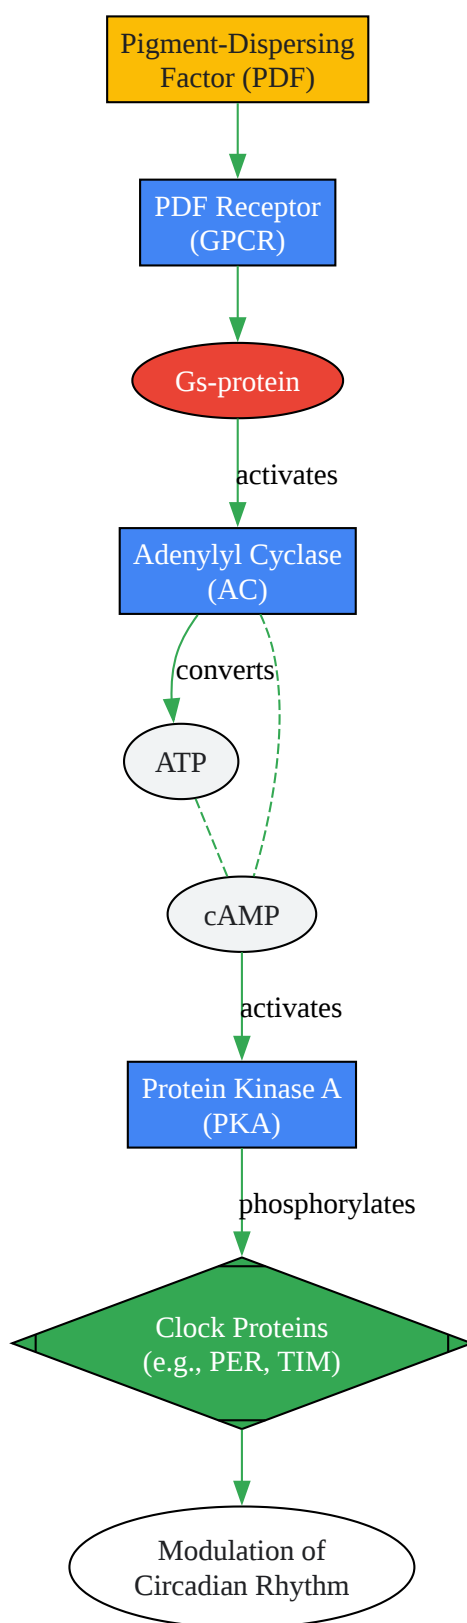 Pigment-Dispersing
Factor (PDF)
PDF Receptor
(GPCR)
Gs-protein
activates
Adenylyl Cyclase
(AC)
converts
ATP
cAMP
activates
Protein Kinase A
(PKA)
phosphorylates
Clock Proteins
(e.g., PER, TIM)
Modulation of
Circadian Rhythm